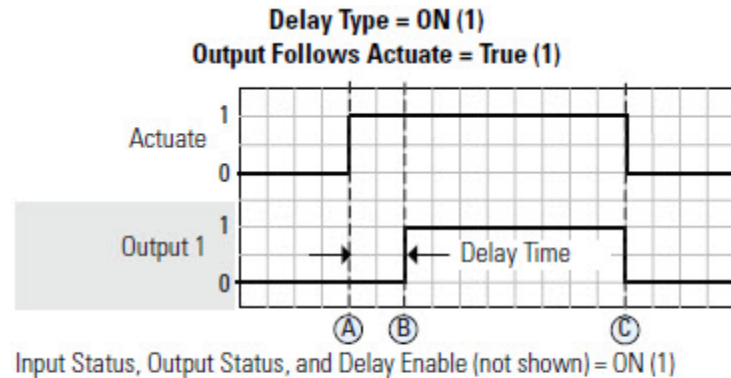 Delay Type = ON (1)
Output Follows Actuate = True (1)
1
Actuate
0
1
Output 1
Delay Time
0
A B C
Input Status, Output Status, and Delay Enable (not shown) = ON (1)